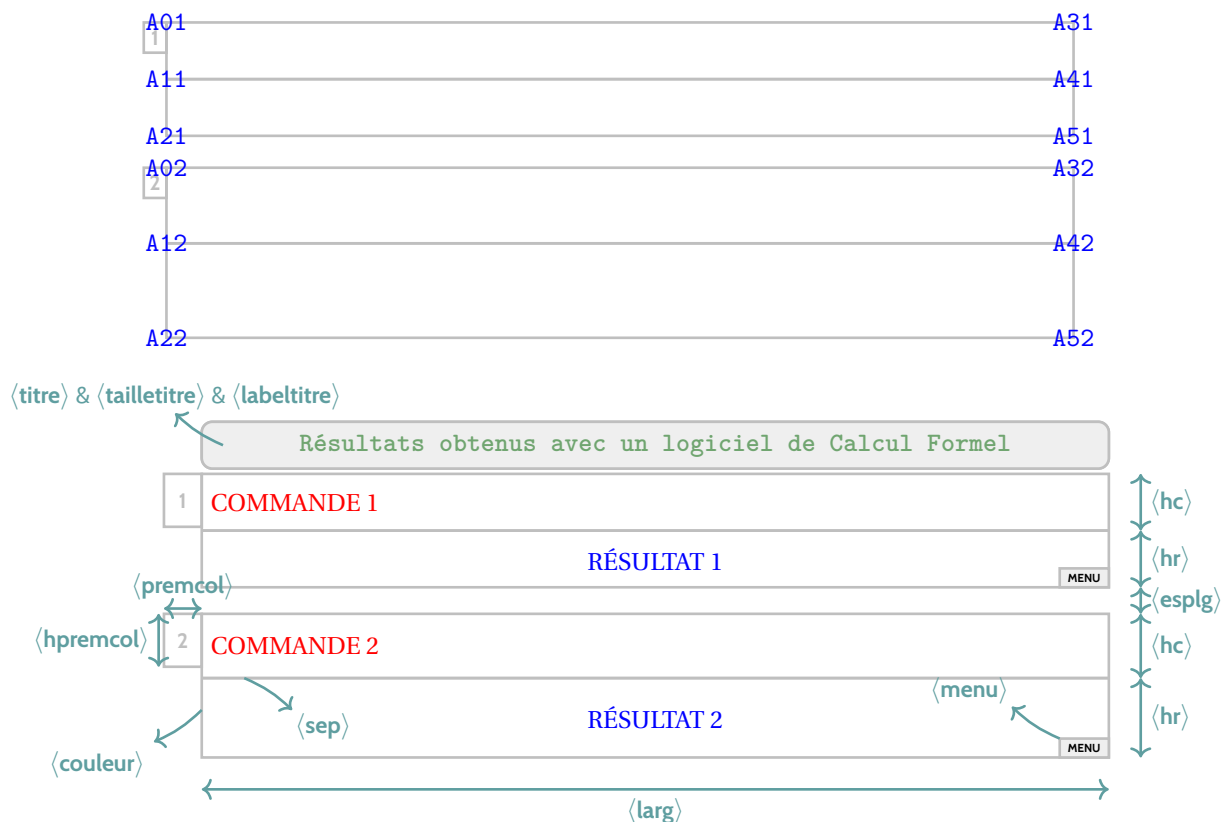 A01 A31
1
A11 A41
A21 A51
A02 A32
2
A12 A42
A22 A52
⟨titre⟩ & ⟨tailletitre⟩ & ⟨labeltitre⟩
Résultats obtenus avec un logiciel de Calcul Formel
1 COMMANDE 1 ⟨hc⟩
RÉSULTAT 1 ⟨hr⟩
MENU
⟨premcol⟩
⟨esplg⟩
⟨hpremcol⟩ 2 COMMANDE 2 ⟨hc⟩
⟨menu⟩
⟨sep⟩ RÉSULTAT 2 ⟨hr⟩
MENU
⟨couleur⟩
⟨larg⟩